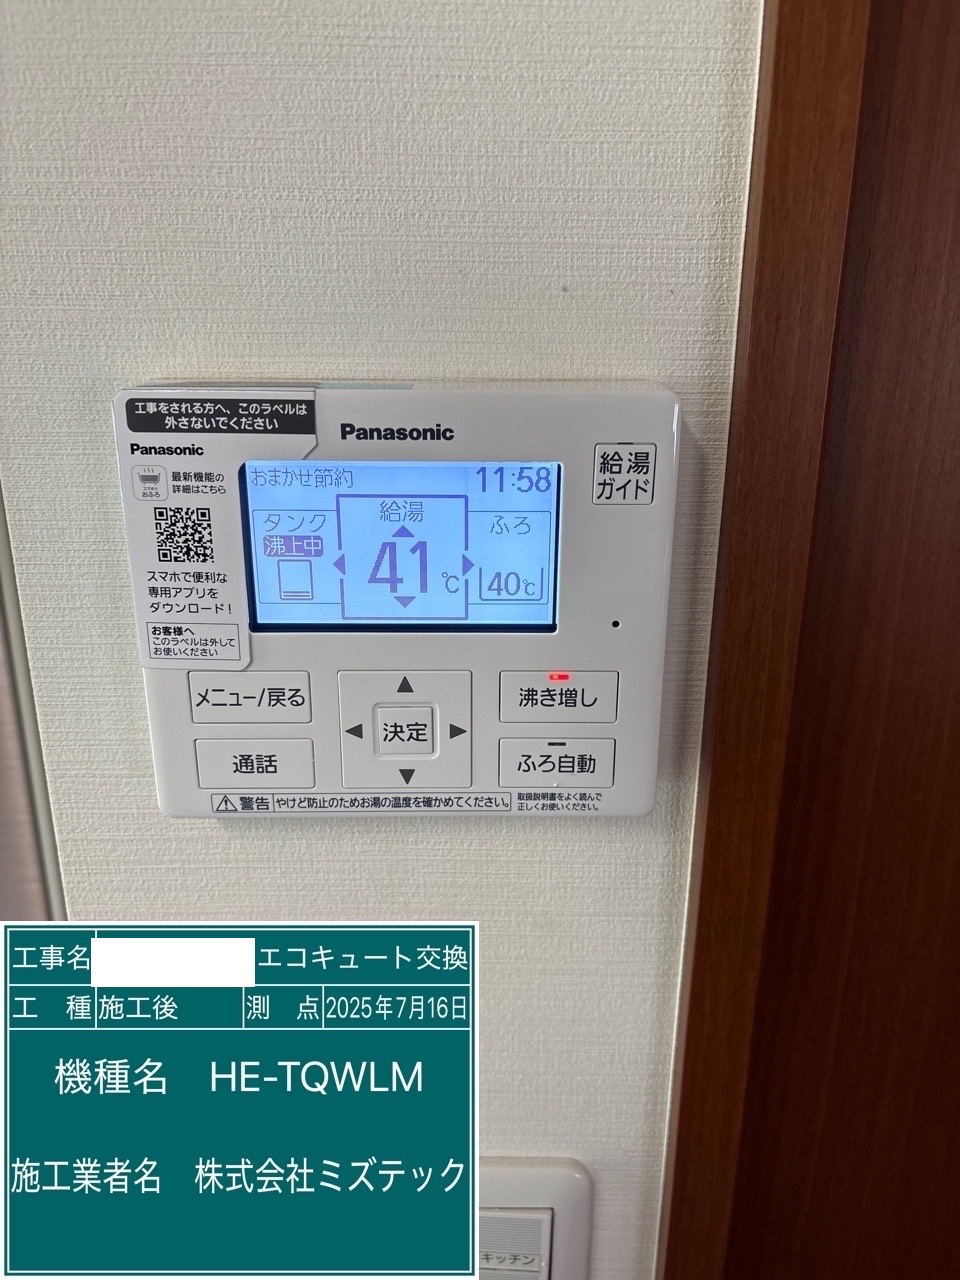 工事をされる方へ、このラベルは
外さないでください
Panasonic
スマホで
おふろ
最新機能の
詳細はこちら
スマホで便利な
専用アプリを
ダウンロード!
お客様へ
このラベルは外して
お使いください
Panasonic
給湯
ガイド
おまかせ節約 11:58
タンク 給湯 ふろ
沸上中
41℃ 40℃
メニュー/戻る
決定
沸き増し
通話
ふろ自動
警告 やけど防止のためお湯の温度を確かめてください。
取扱説明書をよく読んで
正しくお使いください。
工事名 エコキュート交換
工 種 施工後 測 点 2025年7月16日
機種名 HE-TQWLM
施工業者名 株式会社ミズテック
キッチン